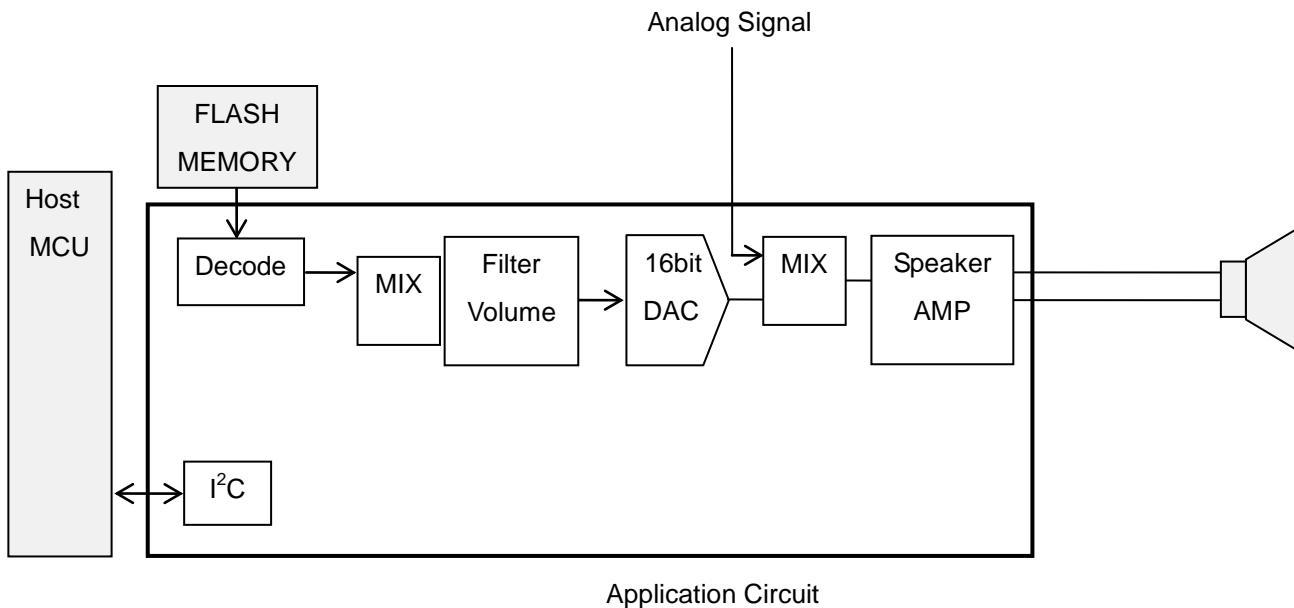 Analog Signal
FLASH
MEMORY
Host
MCU
Decode
MIX
Filter
Volume
16bit
DAC
MIX
Speaker
AMP
I²C
Application Circuit